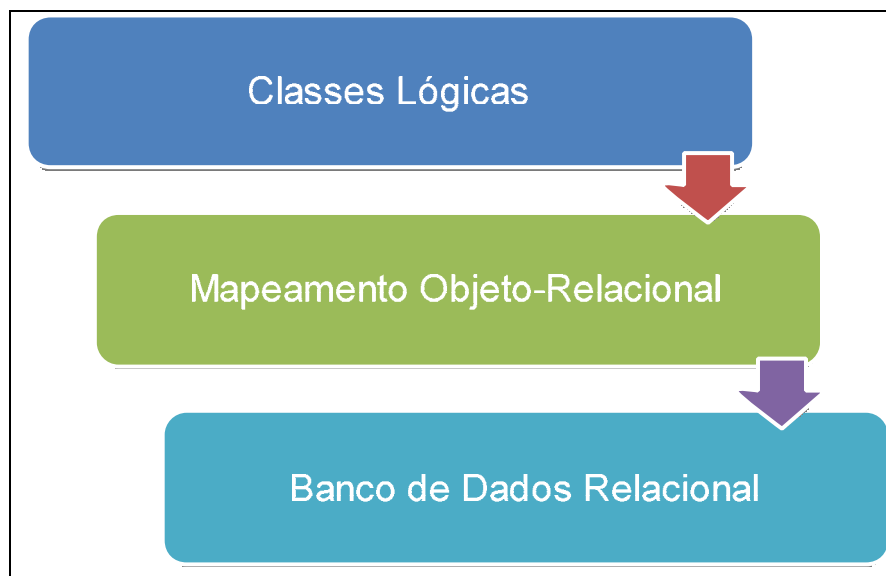 Classes Lógicas
Mapeamento Objeto-Relacional
Banco de Dados Relacional